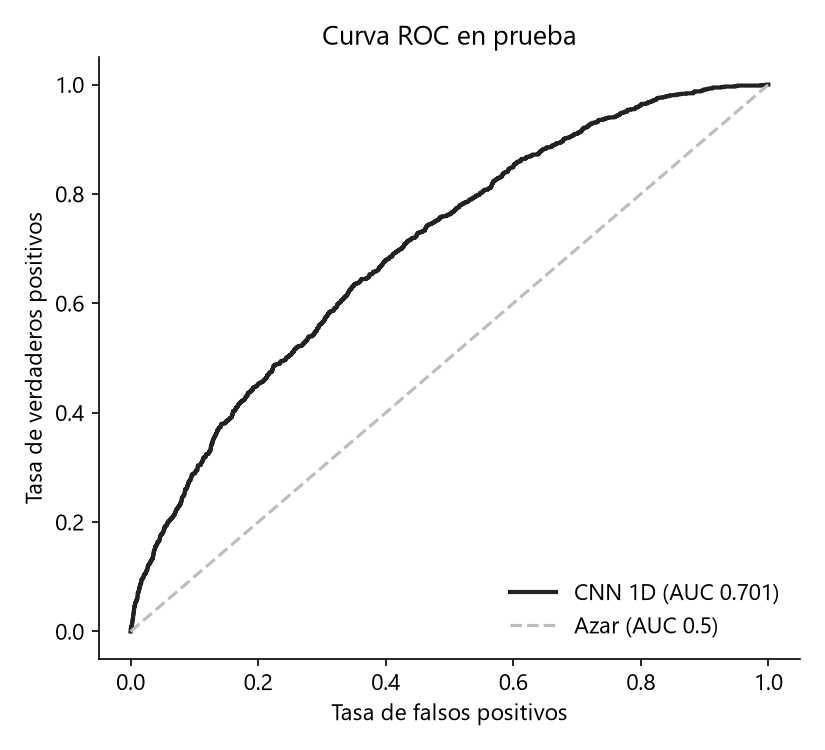 Curva ROC en prueba
Tasa de verdaderos positivos
1.0
0.8
0.6
0.4
0.2
0.0
CNN 1D (AUC 0.701)
Azar (AUC 0.5)
0.0 0.2 0.4 0.6 0.8 1.0
Tasa de falsos positivos